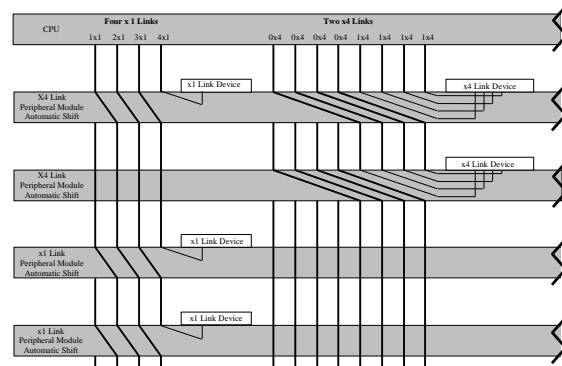 Four x 1 Links
Two x4 Links
CPU
1x1 2x1 3x1 4x1
0x4 0x4 0x4 0x4 1x4 1x4 1x4 1x4
x1 Link Device
x4 Link Device
X4 Link
Peripheral Module
Automatic Shift
x4 Link Device
X4 Link
Peripheral Module
Automatic Shift
x1 Link Device
x1 Link
Peripheral Module
Automatic Shift
x1 Link Device
x1 Link
Peripheral Module
Automatic Shift